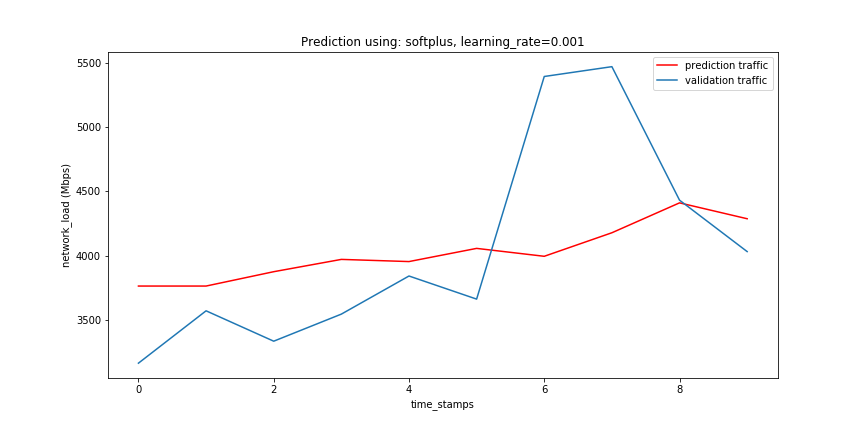 Prediction using: softplus, learning_rate=0.001
prediction traffic
validation traffic
5500
5000
4500
4000
3500
network_load (Mbps)
0 2 4 6 8
time_stamps